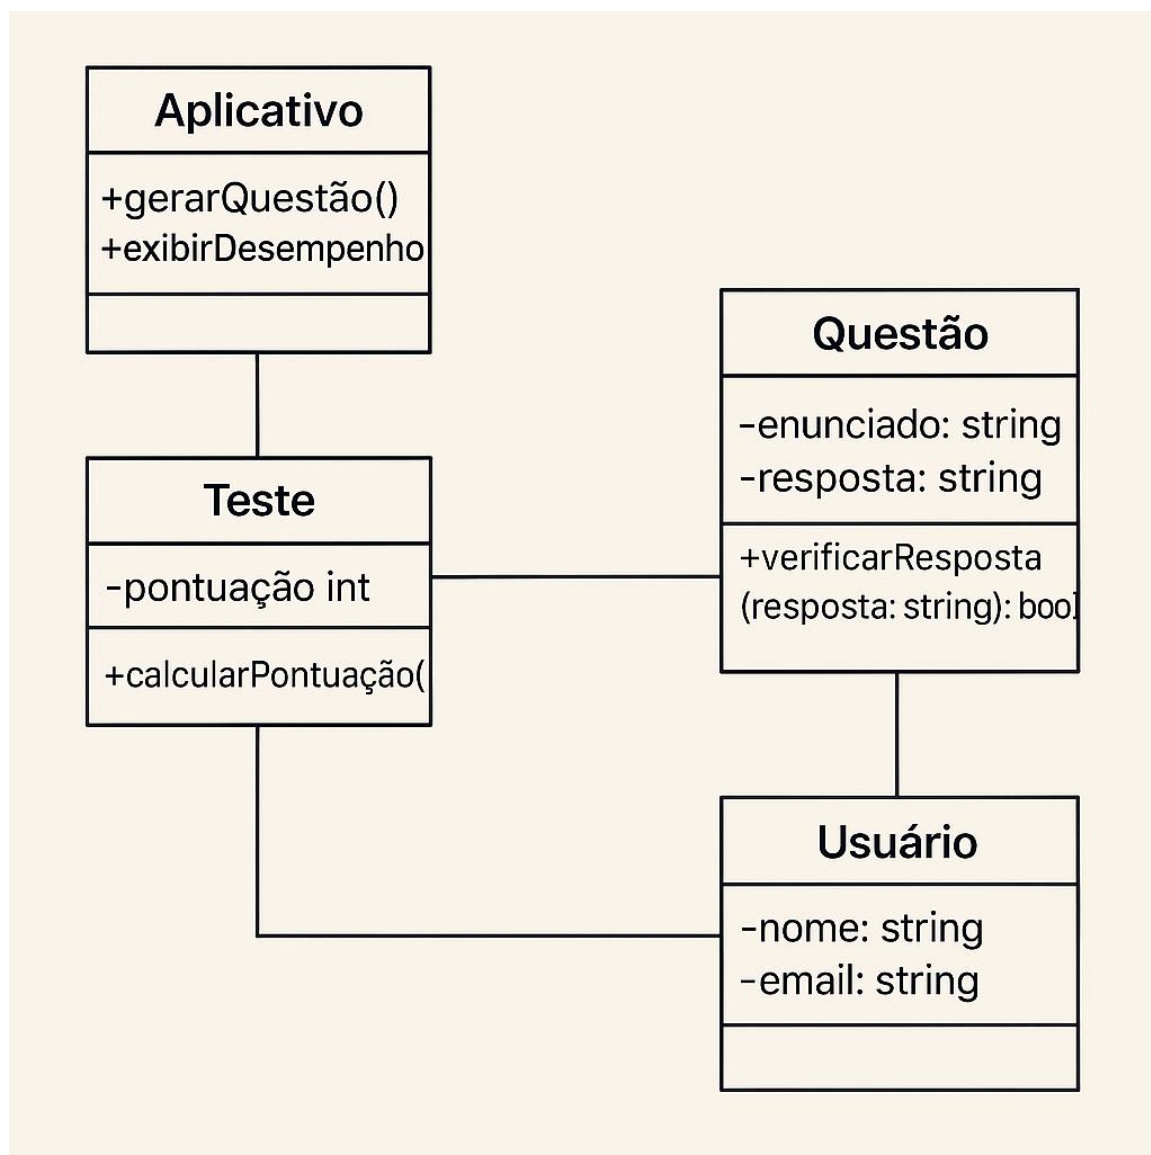 Aplicativo
+gerarQuestão()
+exibirDesempenho
Teste
-pontuação int
+calcularPontuação(
Questão
-enunciado: string
-resposta: string
+verificarResposta
(resposta: string): bool
Usuário
-nome: string
-email: string